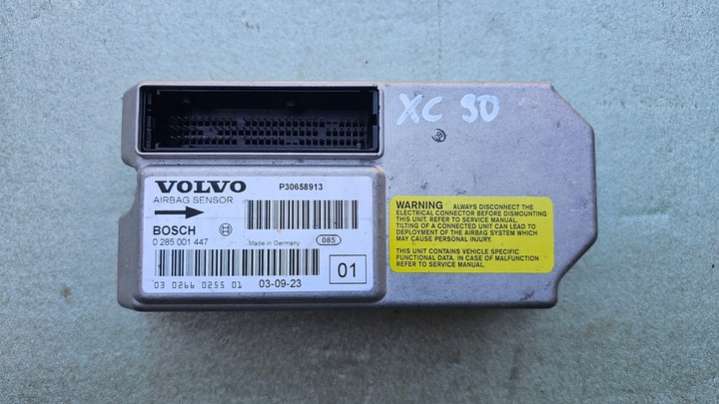 XC 90
VOLVO
P30658913
AIRBAG SENSOR
BOSCH
0 285 001 447
Made in Germany
085
01
03 0266 0255 01
03-09-23
WARNING ALWAYS DISCONNECT THE
ELECTRICAL CONNECTOR BEFORE DISMOUNTING
THIS UNIT. REFER TO SERVICE MANUAL.
TILTING OF A CONNECTED UNIT CAN LEAD TO
DEPLOYMENT OF THE AIRBAG SYSTEM WHICH
MAY CAUSE PERSONAL INJURY.
THIS UNIT CONTAINS VEHICLE SPECIFIC
FUNCTIONAL DATA. IN CASE OF MALFUNCTION
REFER TO SERVICE MANUAL.